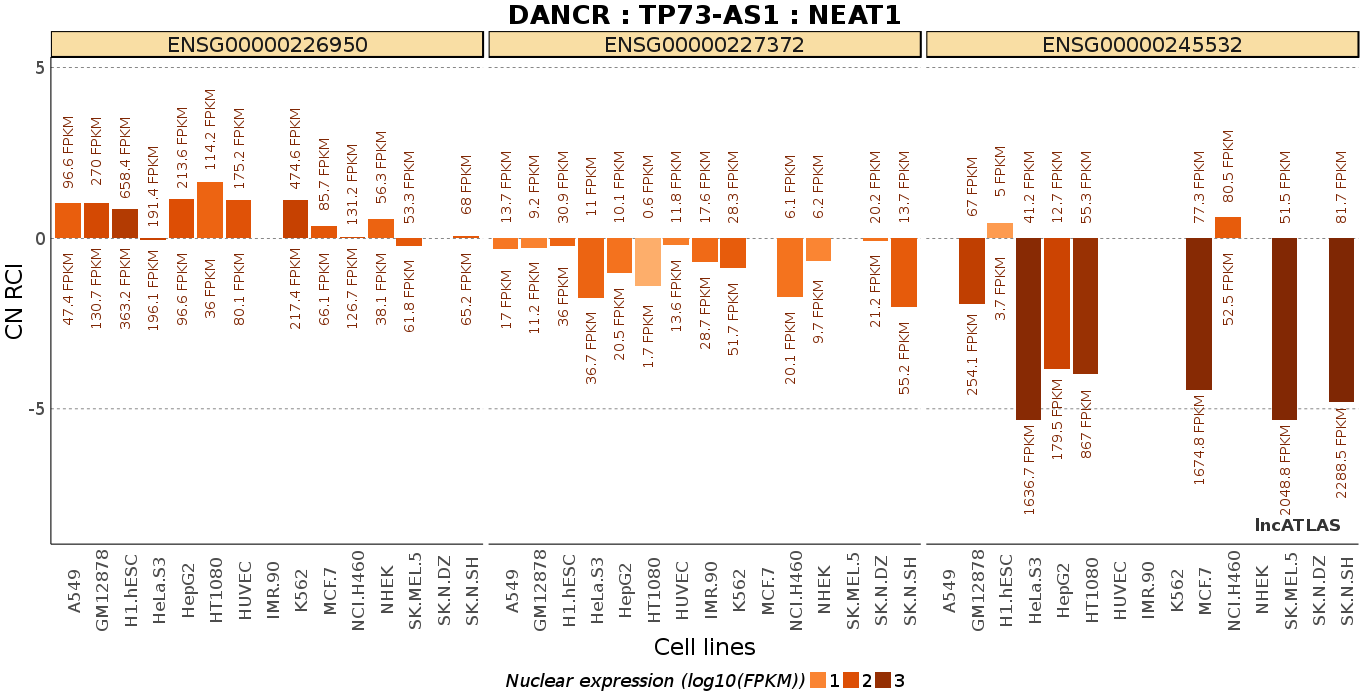 DANCR : TP73-AS1 : NEAT1
ENSG00000226950
ENSG00000227372
ENSG00000245532
CN RCI
5
0
-5
96.6 FPKM
270 FPKM
658.4 FPKM
191.4 FPKM
213.6 FPKM
114.2 FPKM
175.2 FPKM
474.6 FPKM
85.7 FPKM
131.2 FPKM
56.3 FPKM
53.3 FPKM
68 FPKM
47.4 FPKM
130.7 FPKM
363.2 FPKM
196.1 FPKM
96.6 FPKM
36 FPKM
80.1 FPKM
217.4 FPKM
66.1 FPKM
126.7 FPKM
38.1 FPKM
61.8 FPKM
65.2 FPKM
13.7 FPKM
9.2 FPKM
30.9 FPKM
11 FPKM
10.1 FPKM
0.6 FPKM
11.8 FPKM
17.6 FPKM
28.3 FPKM
6.1 FPKM
6.2 FPKM
20.2 FPKM
13.7 FPKM
17 FPKM
11.2 FPKM
36 FPKM
36.7 FPKM
20.5 FPKM
1.7 FPKM
13.6 FPKM
28.7 FPKM
51.7 FPKM
20.1 FPKM
9.7 FPKM
21.2 FPKM
55.2 FPKM
67 FPKM
5 FPKM
41.2 FPKM
12.7 FPKM
55.3 FPKM
77.3 FPKM
80.5 FPKM
51.5 FPKM
81.7 FPKM
254.1 FPKM
3.7 FPKM
1636.7 FPKM
179.5 FPKM
867 FPKM
1674.8 FPKM
52.5 FPKM
2048.8 FPKM
2288.5 FPKM
lncATLAS
A549
GM12878
H1.hESC
HeLa.S3
HepG2
HT1080
HUVEC
IMR.90
K562
MCF.7
NCI.H460
NHEK
SK.MEL.5
SK.N.DZ
SK.N.SH
A549
GM12878
H1.hESC
HeLa.S3
HepG2
HT1080
HUVEC
IMR.90
K562
MCF.7
NCI.H460
NHEK
SK.MEL.5
SK.N.DZ
SK.N.SH
A549
GM12878
H1.hESC
HeLa.S3
HepG2
HT1080
HUVEC
IMR.90
K562
MCF.7
NCI.H460
NHEK
SK.MEL.5
SK.N.DZ
SK.N.SH
Cell lines
Nuclear expression (log10(FPKM)) 1 2 3